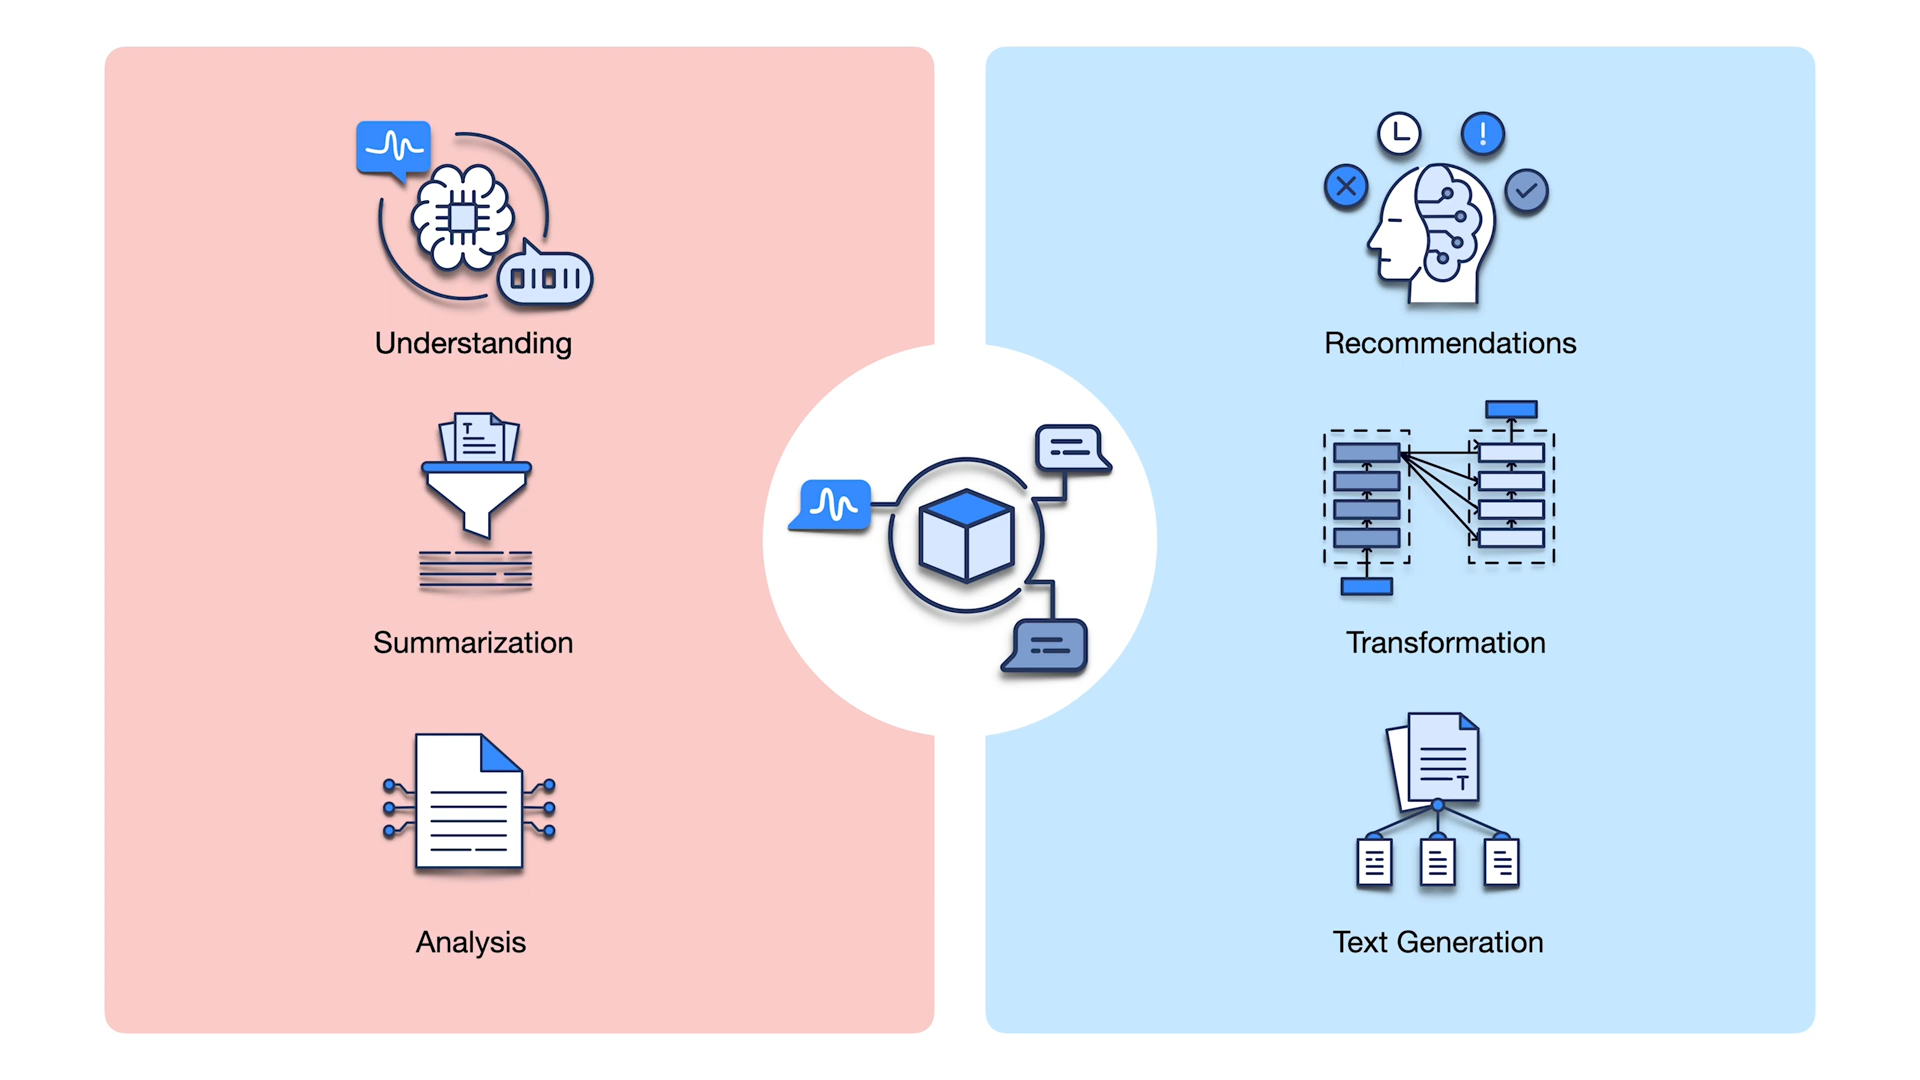 Understanding
Summarization
Analysis
Recommendations
Transformation
Text Generation
T
T